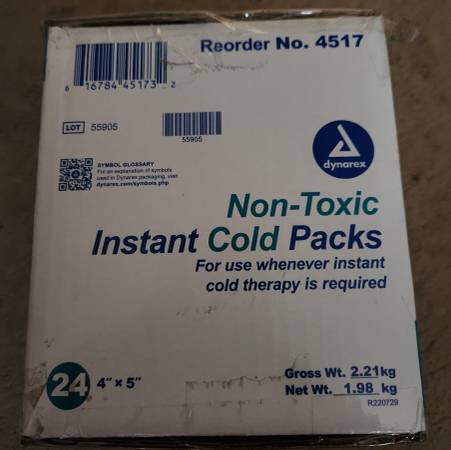 Reorder No. 4517
6 16784 45173 2
LOT 55905
55905
dynarex
SYMBOL GLOSSARY
For an explanation of symbols
used in Dynarex packaging, visit
dynarex.com/symbols.php
Non-Toxic
Instant Cold Packs
For use whenever instant
cold therapy is required
24 4" × 5"
Gross Wt. 2.21kg
Net Wt. 1.98 kg
R220729